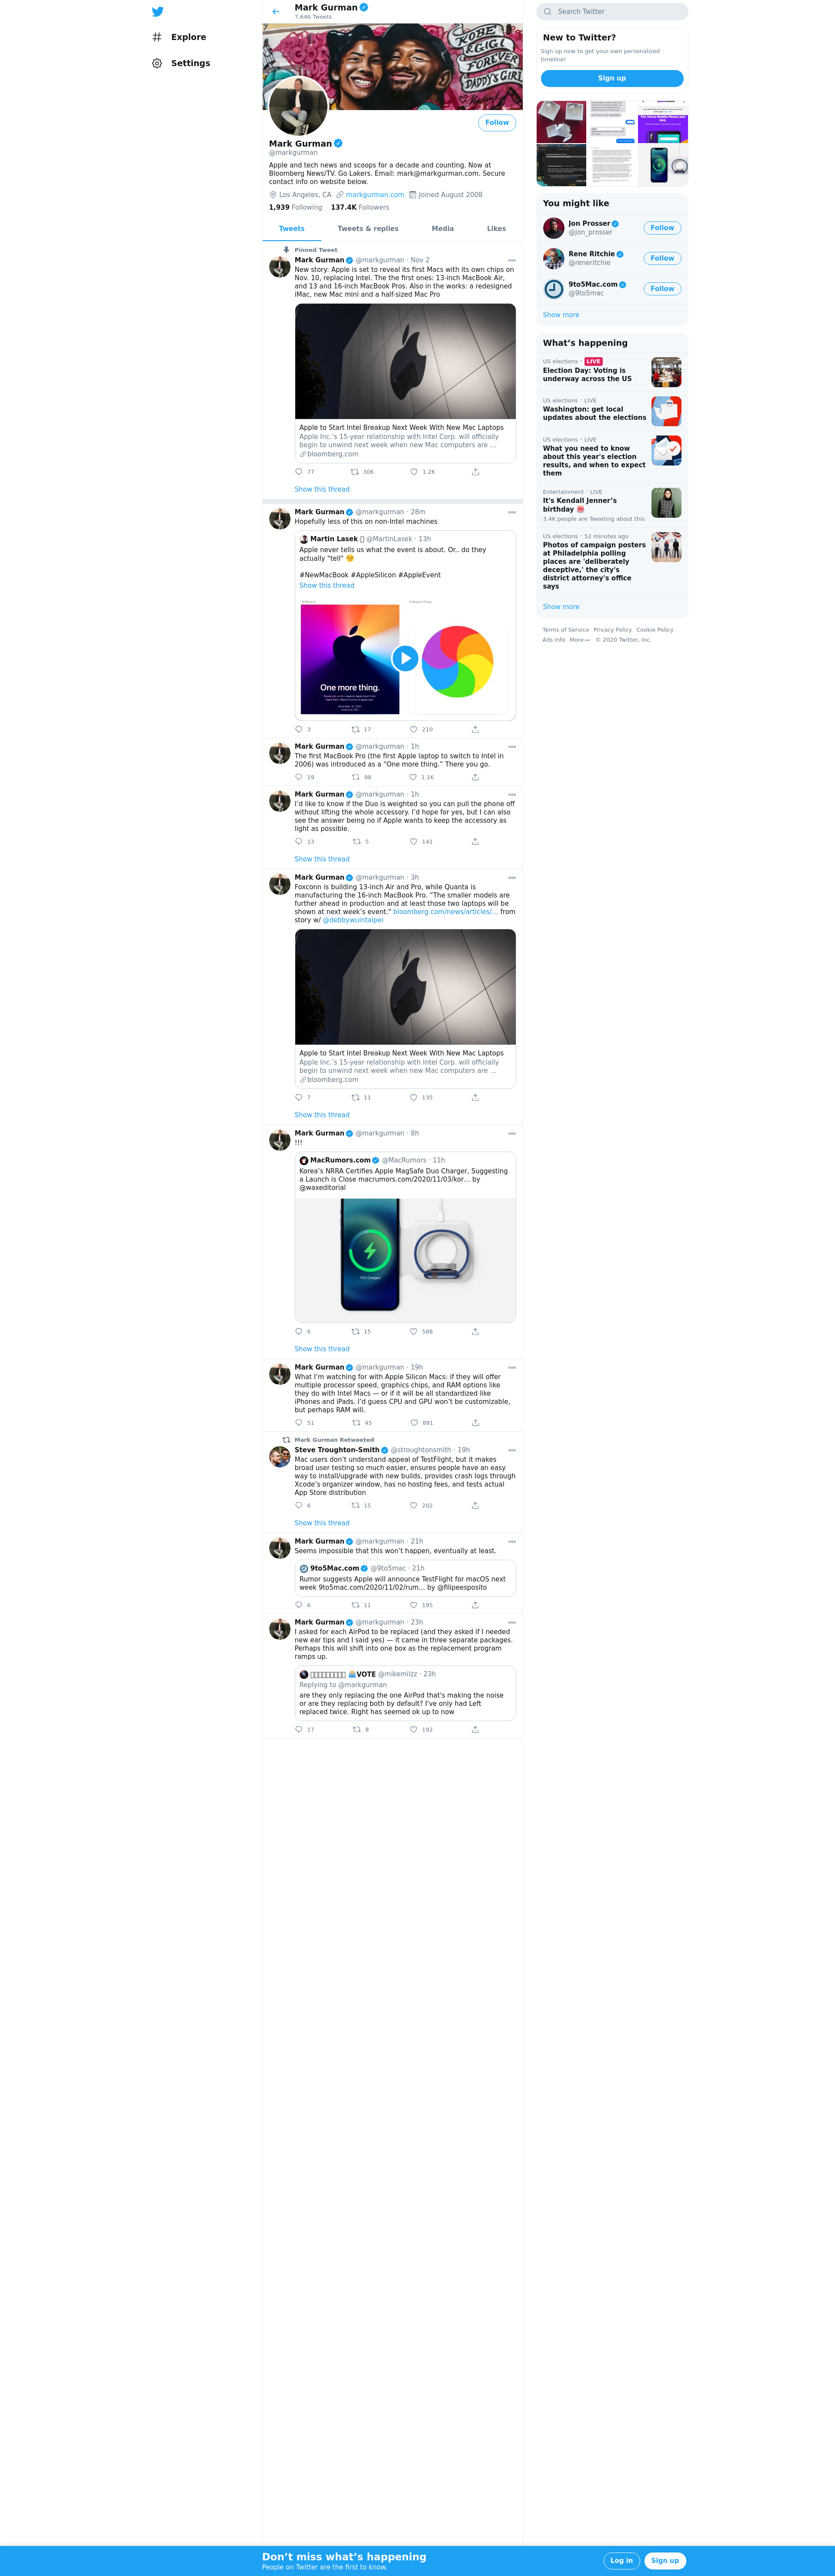 Explore
Settings
Mark Gurman
7,646 Tweets
KOBE
& GIGI
FOREVER
DADDY'S GIRL
Follow
Mark Gurman
@markgurman
Apple and tech news and scoops for a decade and counting. Now at
Bloomberg News/TV. Go Lakers. Email: mark@markgurman.com. Secure
contact info on website below.
Los Angeles, CA markgurman.com Joined August 2008
1,939 Following 137.4K Followers
Tweets Tweets & replies Media Likes
Pinned Tweet
Mark Gurman @markgurman · Nov 2
New story: Apple is set to reveal its first Macs with its own chips on
Nov. 10, replacing Intel. The the first ones: 13-inch MacBook Air,
and 13 and 16-inch MacBook Pros. Also in the works: a redesigned
iMac, new Mac mini and a half-sized Mac Pro
Apple to Start Intel Breakup Next Week With New Mac Laptops
Apple Inc.'s 15-year relationship with Intel Corp. will officially
begin to unwind next week when new Mac computers are ...
bloomberg.com
77 306 1.2K
Show this thread
Mark Gurman @markgurman · 28m
Hopefully less of this on non-Intel machines
Martin Lasek @MartinLasek · 13h
Apple never tells us what the event is about. Or.. do they
actually "tell" 😏
#NewMacBook #AppleSilicon #AppleEvent
Show this thread
One more thing.
3 17 210
Mark Gurman @markgurman · 1h
The first MacBook Pro (the first Apple laptop to switch to Intel in
2006) was introduced as a “One more thing.” There you go.
19 98 1.1K
Mark Gurman @markgurman · 1h
I’d like to know if the Duo is weighted so you can pull the phone off
without lifting the whole accessory. I’d hope for yes, but I can also
see the answer being no if Apple wants to keep the accessory as
light as possible.
13 5 141
Show this thread
Mark Gurman @markgurman · 3h
Foxconn is building 13-inch Air and Pro, while Quanta is
manufacturing the 16-inch MacBook Pro. “The smaller models are
further ahead in production and at least those two laptops will be
shown at next week’s event.” bloomberg.com/news/articles/... from
story w/ @debbywuintaipei
Apple to Start Intel Breakup Next Week With New Mac Laptops
Apple Inc.'s 15-year relationship with Intel Corp. will officially
begin to unwind next week when new Mac computers are ...
bloomberg.com
7 11 135
Show this thread
Mark Gurman @markgurman · 8h
!!!
MacRumors.com @MacRumors · 11h
Korea’s NRRA Certifies Apple MagSafe Duo Charger, Suggesting
a Launch is Close macrumors.com/2020/11/03/kor... by
@waxeditorial
6 15 588
Show this thread
Mark Gurman @markgurman · 19h
What I’m watching for with Apple Silicon Macs: if they will offer
multiple processor speed, graphics chips, and RAM options like
they do with Intel Macs — or if it will be all standardized like
iPhones and iPads. I’d guess CPU and GPU won’t be customizable,
but perhaps RAM will.
51 45 891
Mark Gurman Retweeted
Steve Troughton-Smith @stroughtonsmith · 19h
Mac users don’t understand appeal of TestFlight, but it makes
broad user testing so much easier, ensures people have an easy
way to install/upgrade with new builds, provides crash logs through
Xcode’s organizer window, has no hosting fees, and tests actual
App Store distribution
6 15 202
Show this thread
Mark Gurman @markgurman · 21h
Seems impossible that this won’t happen, eventually at least.
9to5Mac.com @9to5mac · 21h
Rumor suggests Apple will announce TestFlight for macOS next
week 9to5mac.com/2020/11/02/rum... by @filipeesposito
6 11 195
Mark Gurman @markgurman · 23h
I asked for each AirPod to be replaced (and they asked if I needed
new ear tips and I said yes) — it came in three separate packages.
Perhaps this will shift into one box as the replacement program
ramps up.
VOTE @mikemiizz · 23h
Replying to @markgurman
are they only replacing the one AirPod that's making the noise
or are they replacing both by default? I've only had Left
replaced twice. Right has seemed ok up to now
17 8 192
Search Twitter
New to Twitter?
Sign up now to get your own personalized
timeline!
Sign up
You might like
Jon Prosser
@jon_prosser
Follow
Rene Ritchie
@reneritchie
Follow
9to5Mac.com
@9to5mac
Follow
Show more
What’s happening
US elections · LIVE
Election Day: Voting is
underway across the US
US elections · LIVE
Washington: get local
updates about the elections
US elections · LIVE
What you need to know
about this year's election
results, and when to expect
them
Entertainment · LIVE
It's Kendall Jenner’s
birthday 🎂
3.4K people are Tweeting about this
US elections · 52 minutes ago
Photos of campaign posters
at Philadelphia polling
places are 'deliberately
deceptive,' the city's
district attorney's office
says
Show more
Terms of Service Privacy Policy Cookie Policy
Ads info More © 2020 Twitter, Inc.
Don’t miss what’s happening
People on Twitter are the first to know.
Log in Sign up